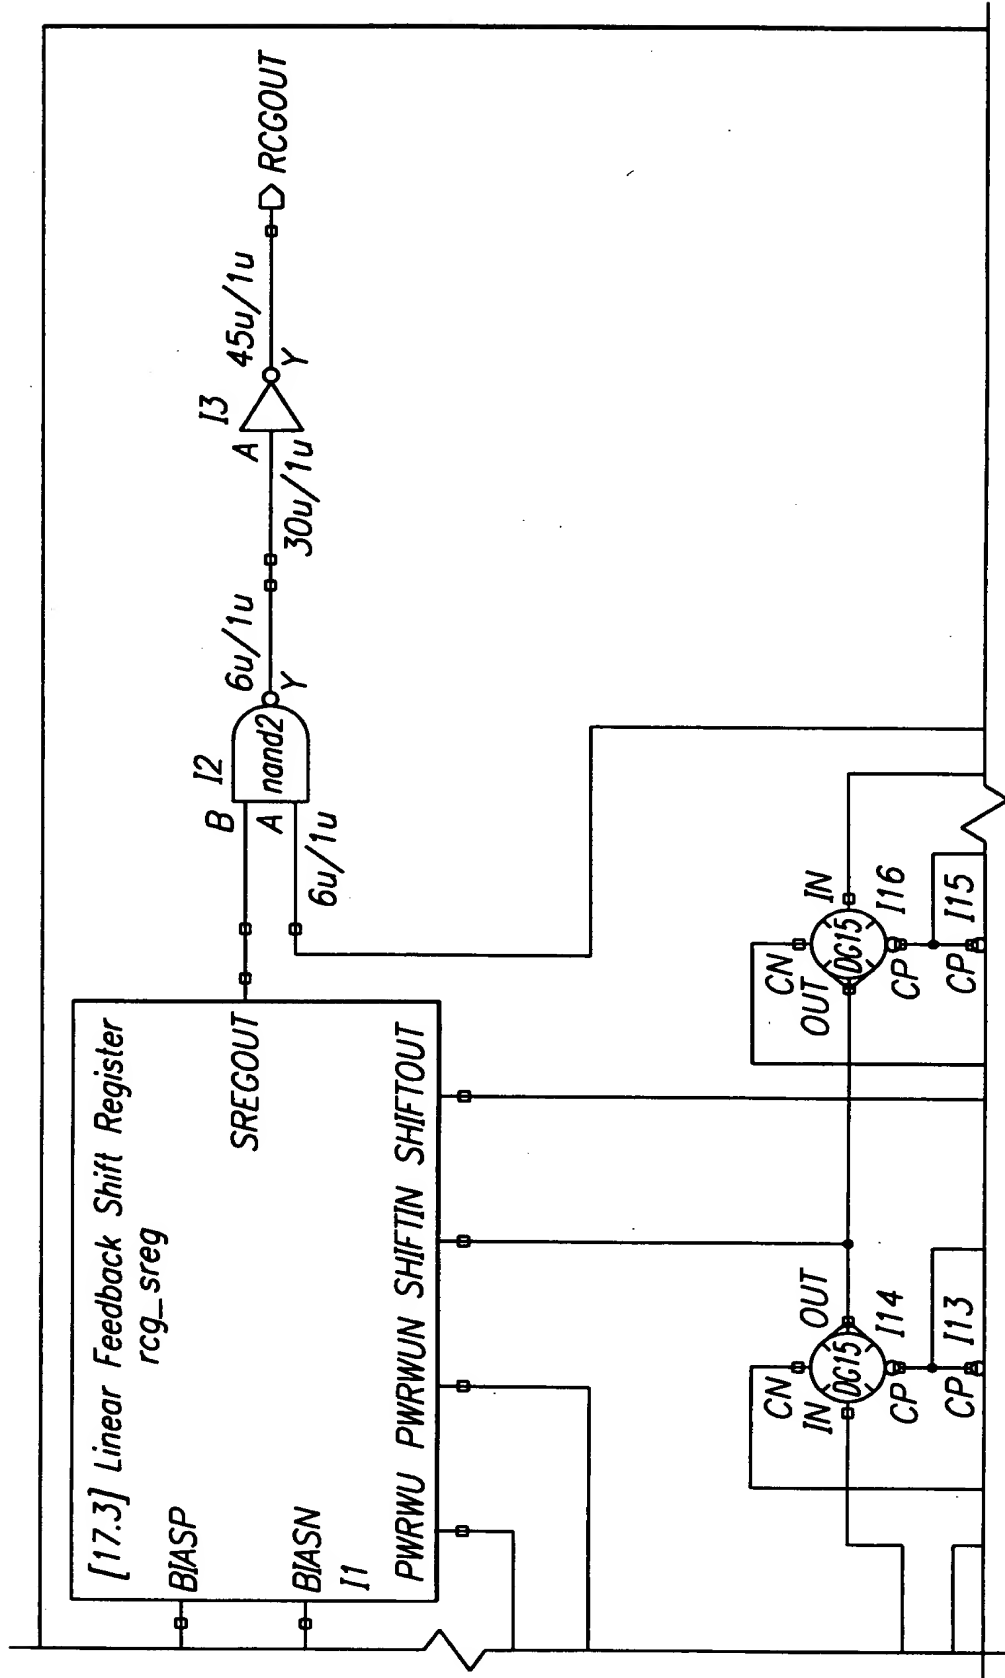 [17.3] Linear Feedback Shift Register
rcg_sreg
BIASP
BIASN
I1
SREGOUT
PWRWU PWRWUN SHIFTIN SHIFTOUT
B
I2
A
nand2
6u/1u
6u/1u
Y
I3
A
30u/1u
45u/1u
Y
RCGOUT
CN
IN
DG15
OUT
CP
I14
CP
I13
CN
OUT
DG15
IN
CP
I16
CP
I15